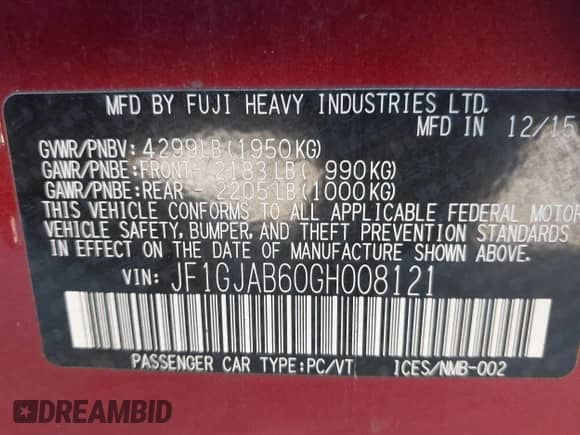 MFD BY FUJI HEAVY INDUSTRIES LTD.
MFD IN 12/15
GVWR/PNBV: 4299LB(1950KG)
GAWR/PNBE:FRONT- 2183LB( 990KG)
GAWR/PNBE:REAR - 2205LB(1000KG)
THIS VEHICLE CONFORMS TO ALL APPLICABLE FEDERAL MOTOR
VEHICLE SAFETY, BUMPER, AND THEFT PREVENTION STANDARDS
IN EFFECT ON THE DATE OF MANUFACTURE SHOWN ABOVE.
VIN: JF1GJAB60GH008121
PASSENGER CAR TYPE:PC/VT ICES/NMB-002
DREAMBID